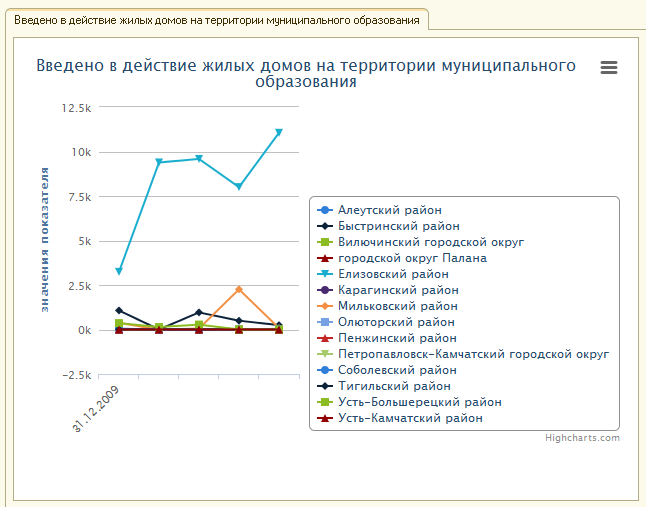 Введено в действие жилых домов на территории муниципального образования
Введено в действие жилых домов на территории муниципального
образования
значения показателя
12.5k
10k
7.5k
5k
2.5k
0k
−2.5k
31.12.2009
Алеутский район
Быстринский район
Вилючинский городской округ
городской округ Палана
Елизовский район
Карагинский район
Мильковский район
Олюторский район
Пенжинский район
Петропавловск-Камчатский городской округ
Соболевский район
Тигильский район
Усть-Большерецкий район
Усть-Камчатский район
Highcharts.com